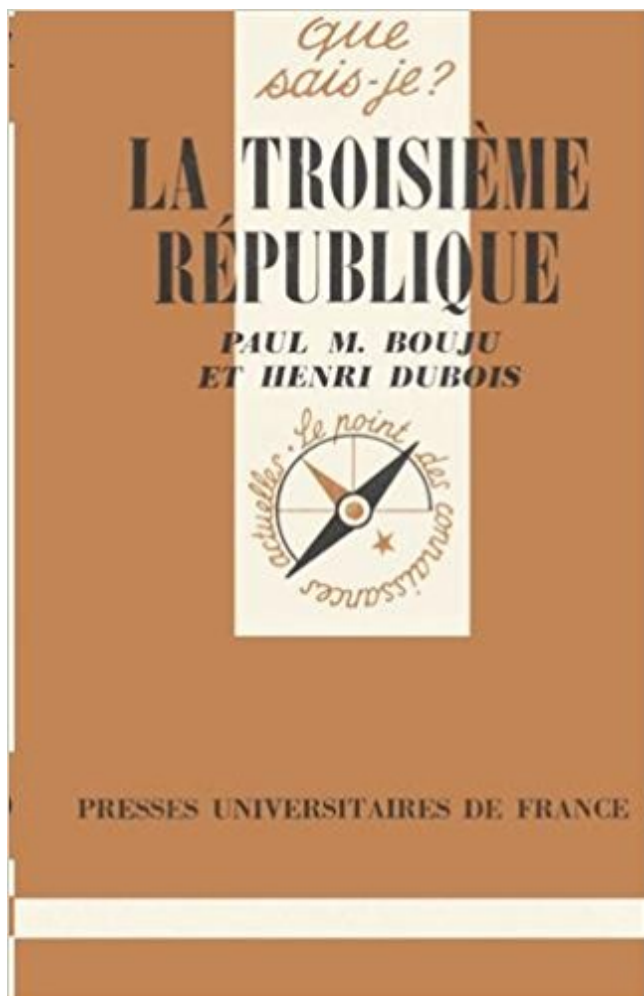 que
sais-je?
LA TROISIÈME
RÉPUBLIQUE
PAUL M. BOUJU
ET HENRI DUBOIS
le point des connaissances actuelles.
PRESSES UNIVERSITAIRES DE FRANCE